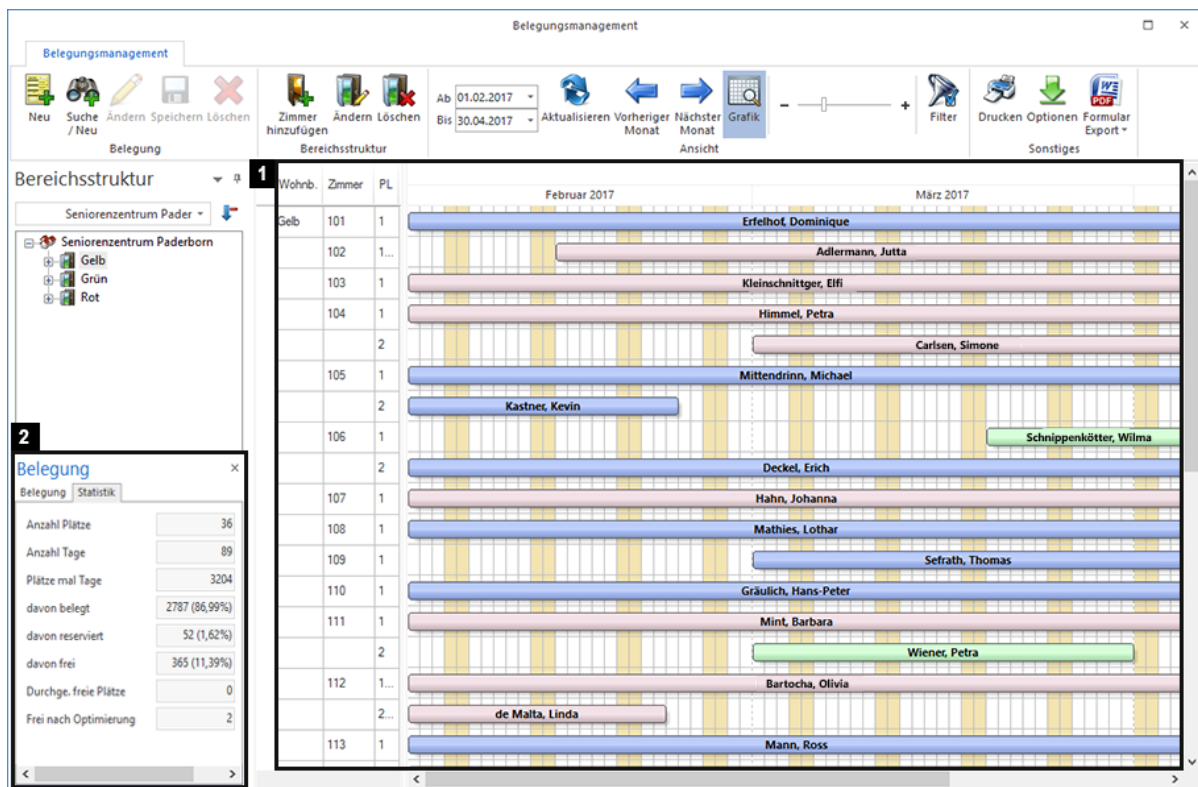 Belegungsmanagement
Belegungsmanagement
Neu
Suche / Neu
Ändern
Speichern
Löschen
Belegung
Zimmer hinzufügen
Ändern
Löschen
Bereichsstruktur
Ab 01.02.2017
Bis 30.04.2017
Aktualisieren
Vorheriger Monat
Nächster Monat
Grafik
Ansicht
Filter
Drucken
Optionen
Formular Export
Sonstiges
Bereichsstruktur
Seniorenzentrum Pader
Seniorenzentrum Paderborn
Gelb
Grün
Rot
1
Wohnb. Zimmer PL
Februar 2017 März 2017
Gelb 101 1 Erfelhof, Dominique
102 1... Adlermann, Jutta
103 1 Kleinschnittger, Elfi
104 1 Himmel, Petra
2 Carlsen, Simone
105 1 Mittendrinn, Michael
2 Kastner, Kevin
106 1 Schnippenkötter, Wilma
2 Deckel, Erich
107 1 Hahn, Johanna
108 1 Mathies, Lothar
109 1 Sefrath, Thomas
110 1 Gräulich, Hans-Peter
111 1 Mint, Barbara
2 Wiener, Petra
112 1... Bartocha, Olivia
2... de Malta, Linda
113 1 Mann, Ross
2
Belegung
Belegung Statistik
Anzahl Plätze 36
Anzahl Tage 89
Plätze mal Tage 3204
davon belegt 2787 (86,99%)
davon reserviert 52 (1,62%)
davon frei 365 (11,39%)
Durchge. freie Plätze 0
Frei nach Optimierung 2